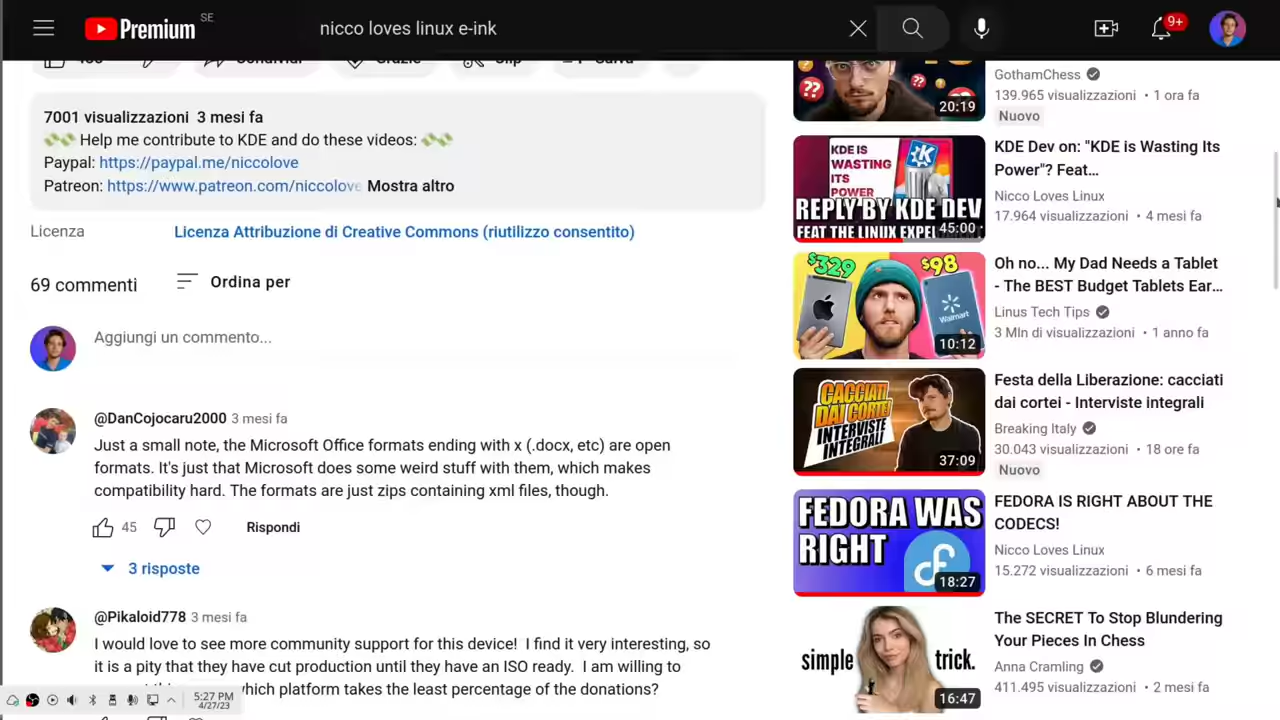 Premium
SE
nicco loves linux e-ink
9+
7001 visualizzazioni 3 mesi fa
Help me contribute to KDE and do these videos:
Paypal: https://paypal.me/niccolove
Patreon: https://www.patreon.com/niccolove Mostra altro
Licenza
Licenza Attribuzione di Creative Commons (riutilizzo consentito)
69 commenti
Ordina per
Aggiungi un commento...
@DanCojocaru2000 3 mesi fa
Just a small note, the Microsoft Office formats ending with x (.docx, etc) are open
formats. It's just that Microsoft does some weird stuff with them, which makes
compatibility hard. The formats are just zips containing xml files, though.
45
Rispondi
3 risposte
@Pikaloid778 3 mesi fa
I would love to see more community support for this device! I find it very interesting, so
it is a pity that they have cut production until they have an ISO ready. I am willing to
which platform takes the least percentage of the donations?
5:27 PM
4/27/23
??
??
20:19
GothamChess
139.965 visualizzazioni • 1 ora fa
Nuovo
KDE IS
WASTING
ITS
POWER
REPLY BY KDE DEV
FEAT THE LINUX
45:00
KDE Dev on: "KDE is Wasting Its
Power"? Feat…
Nicco Loves Linux
17.964 visualizzazioni • 4 mesi fa
$329
$98
Walmart
10:12
Oh no... My Dad Needs a Tablet
- The BEST Budget Tablets Ear…
Linus Tech Tips
3 Mln di visualizzazioni • 1 anno fa
CACCIATI
DAI CORTEI
INTERVISTE
INTEGRALI
37:09
Festa della Liberazione: cacciati
dai cortei - Interviste integrali
Breaking Italy
30.043 visualizzazioni • 18 ore fa
Nuovo
FEDORA WAS
RIGHT
18:27
FEDORA IS RIGHT ABOUT THE
CODECS!
Nicco Loves Linux
15.272 visualizzazioni • 6 mesi fa
simple
trick.
16:47
The SECRET To Stop Blundering
Your Pieces In Chess
Anna Cramling
411.495 visualizzazioni • 2 mesi fa